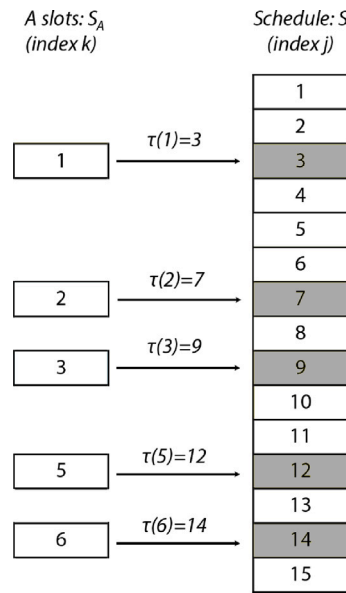 A slots: S_A
(index k)
Schedule: S
(index j)
1
2
1
τ(1)=3
3
4
5
6
2
τ(2)=7
7
8
3
τ(3)=9
9
10
11
5
τ(5)=12
12
13
6
τ(6)=14
14
15